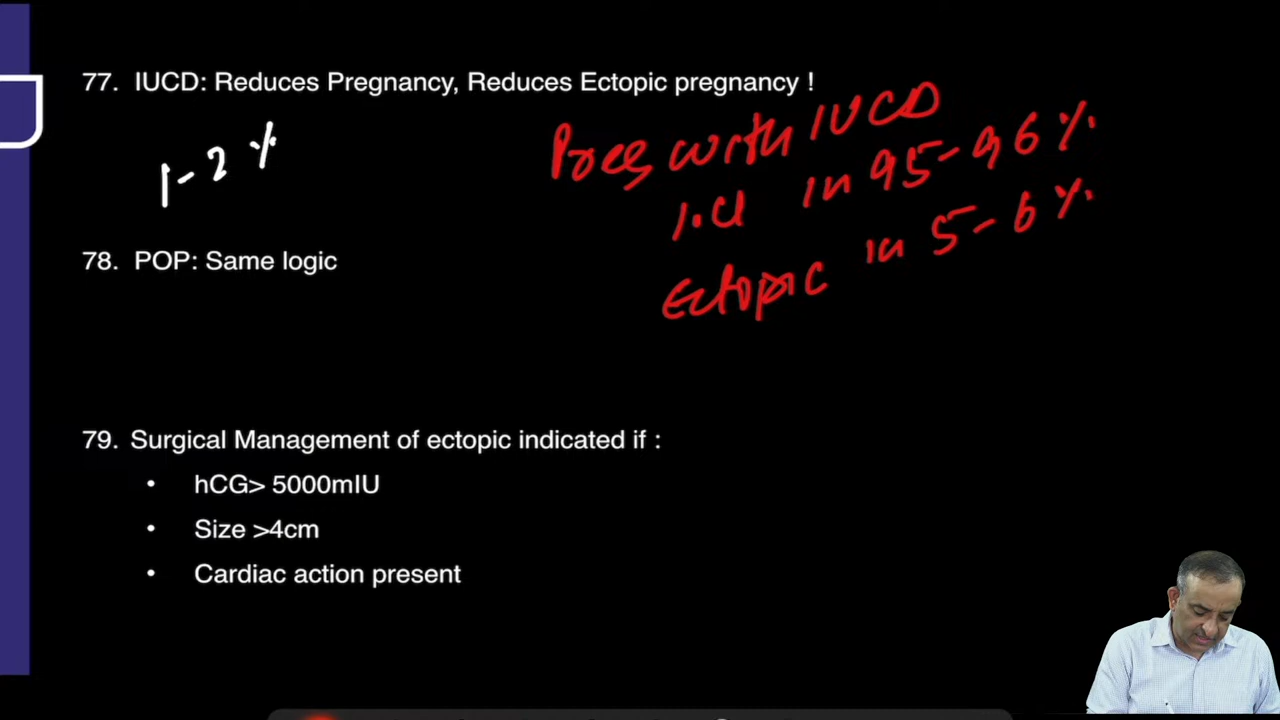 77. IUCD: Reduces Pregnancy, Reduces Ectopic pregnancy !
1-2 %
Preg with IUCD
I.U in 95-96 %
Ectopic in 5-6 %
78. POP: Same logic
79. Surgical Management of ectopic indicated if :
• hCG> 5000mIU
• Size >4cm
• Cardiac action present